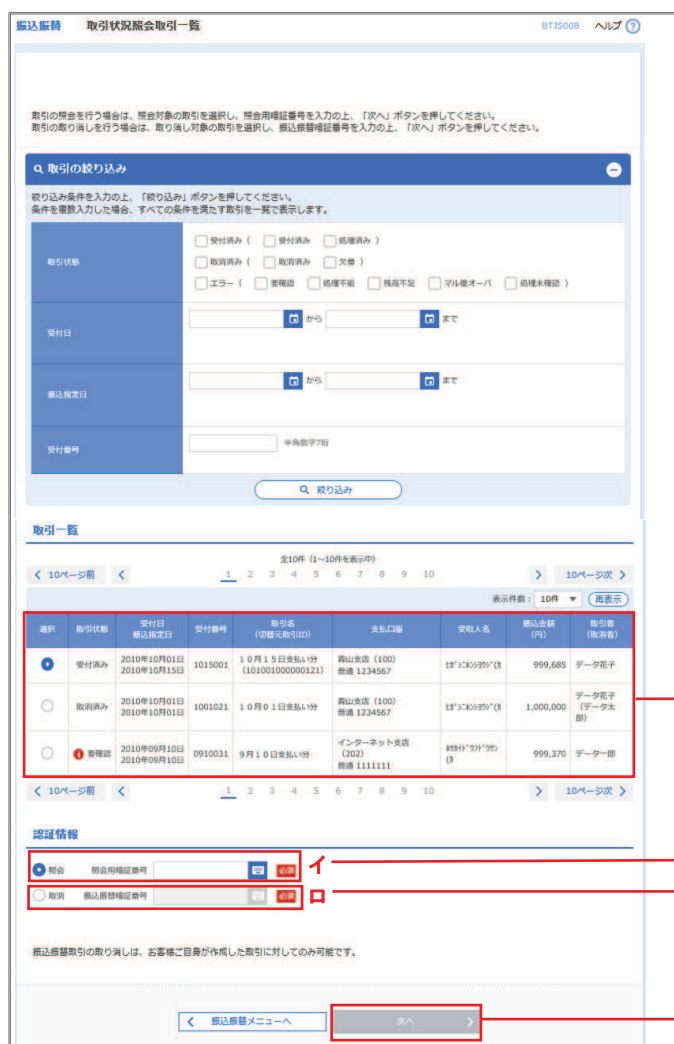 振込振替 取引状況照会取引一覧 BTJS008 ヘルプ ?
取引の照会を行う場合は、照会対象の取引を選択し、照会用暗証番号を入力の上、「次へ」ボタンを押してください。
取引の取り消しを行う場合は、取り消し対象の取引を選択し、振込振替暗証番号を入力の上、「次へ」ボタンを押してください。
取引の絞り込み
絞り込み条件を入力の上、「絞り込み」ボタンを押してください。
条件を複数入力した場合、すべての条件を満たす取引を一覧で表示します。
取引状態
受付済み ( 受付済み 処理済み )
取消済み ( 取消済み 欠番 )
エラー ( 要確認 処理不能 残高不足 マル優オーバ 処理未確認 )
受付日 から まで
振込指定日 から まで
受付番号 半角数字7桁
絞り込み
取引一覧
全10件 (1~10件を表示中)
10ページ前 1 2 3 4 5 6 7 8 9 10 10ページ次
表示件数: 10件 再表示
選択 取引状態 受付日 振込指定日 受付番号 取引名 (切替元取引ID) 支払口座 受取人名 振込金額 (円) 取引者 (取消者)
受付済み 2010年10月01日 2010年10月15日 1015001 10月15日支払い分 (101001000000121) 青山支店 (100) 普通 1234567 999,685 データ花子
取消済み 2010年10月01日 2010年10月01日 1001021 10月01日支払い分 青山支店 (100) 普通 1234567 1,000,000 データ花子 (データ太郎)
要確認 2010年09月10日 2010年09月10日 0910031 9月10日支払い分 インターネット支店 (202) 普通 1111111 999,370 データ一郎
10ページ前 1 2 3 4 5 6 7 8 9 10 10ページ次
認証情報
照会 照会用暗証番号 必須 イ
取消 振込振替暗証番号 必須 ロ
振込振替取引の取り消しは、お客様ご自身が作成した取引に対してのみ可能です。
振込振替メニューへ 次へ